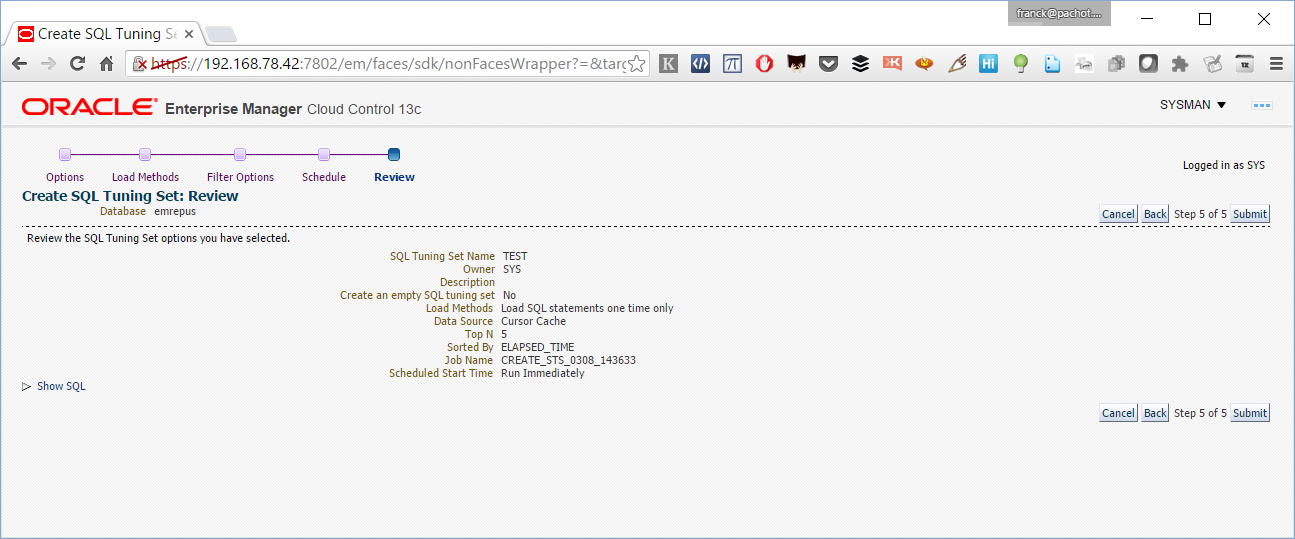 franck@pachot....
Create SQL Tuning Se
https://192.168.78.42:7802/em/faces/sdk/nonFacesWrapper?=&targ
ORACLE® Enterprise Manager Cloud Control 13c
SYSMAN
Options Load Methods Filter Options Schedule Review
Logged in as SYS
Create SQL Tuning Set: Review
Database emrepus
Cancel Back Step 5 of 5 Submit
Review the SQL Tuning Set options you have selected.
SQL Tuning Set Name TEST
Owner SYS
Description
Create an empty SQL tuning set No
Load Methods Load SQL statements one time only
Data Source Cursor Cache
Top N 5
Sorted By ELAPSED_TIME
Job Name CREATE_STS_0308_143633
Scheduled Start Time Run Immediately
Show SQL
Cancel Back Step 5 of 5 Submit